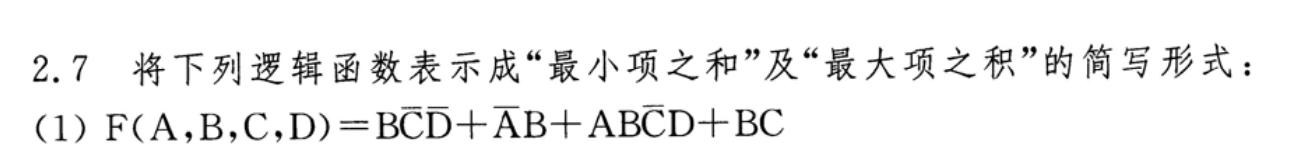 2.7 将下列逻辑函数表示成“最小项之和”及“最大项之积”的简写形式：
(1) F(A,B,C,D)=BC̅D̅+A̅B+ABC̅D+BC